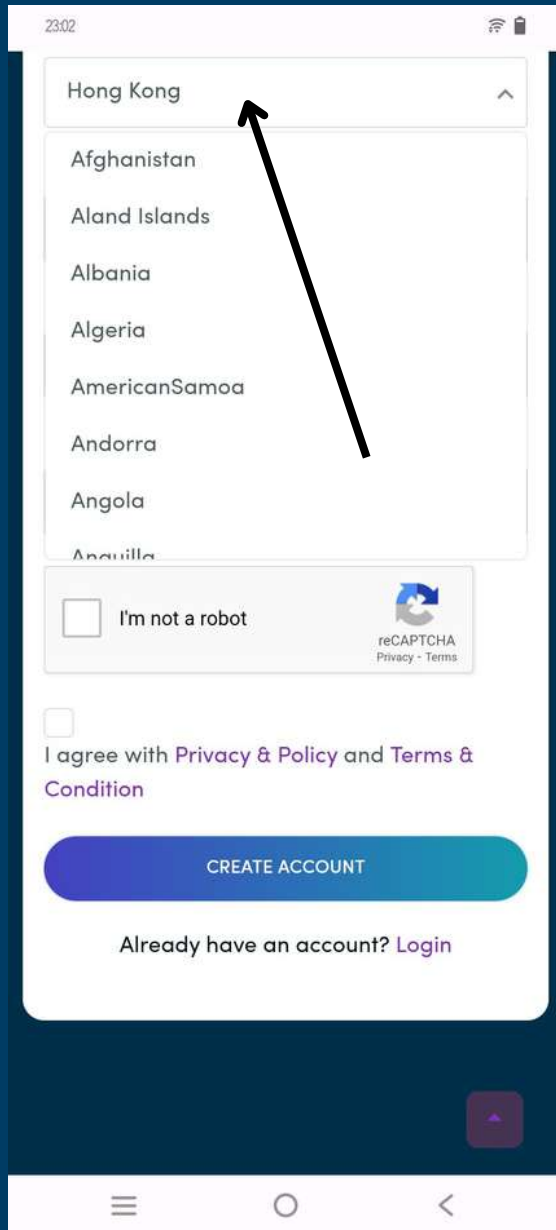 23:02
Hong Kong
Afghanistan
Aland Islands
Albania
Algeria
AmericanSamoa
Andorra
Angola
Anguilla
I'm not a robot
reCAPTCHA
Privacy - Terms
I agree with Privacy & Policy and Terms &
Condition
CREATE ACCOUNT
Already have an account? Login